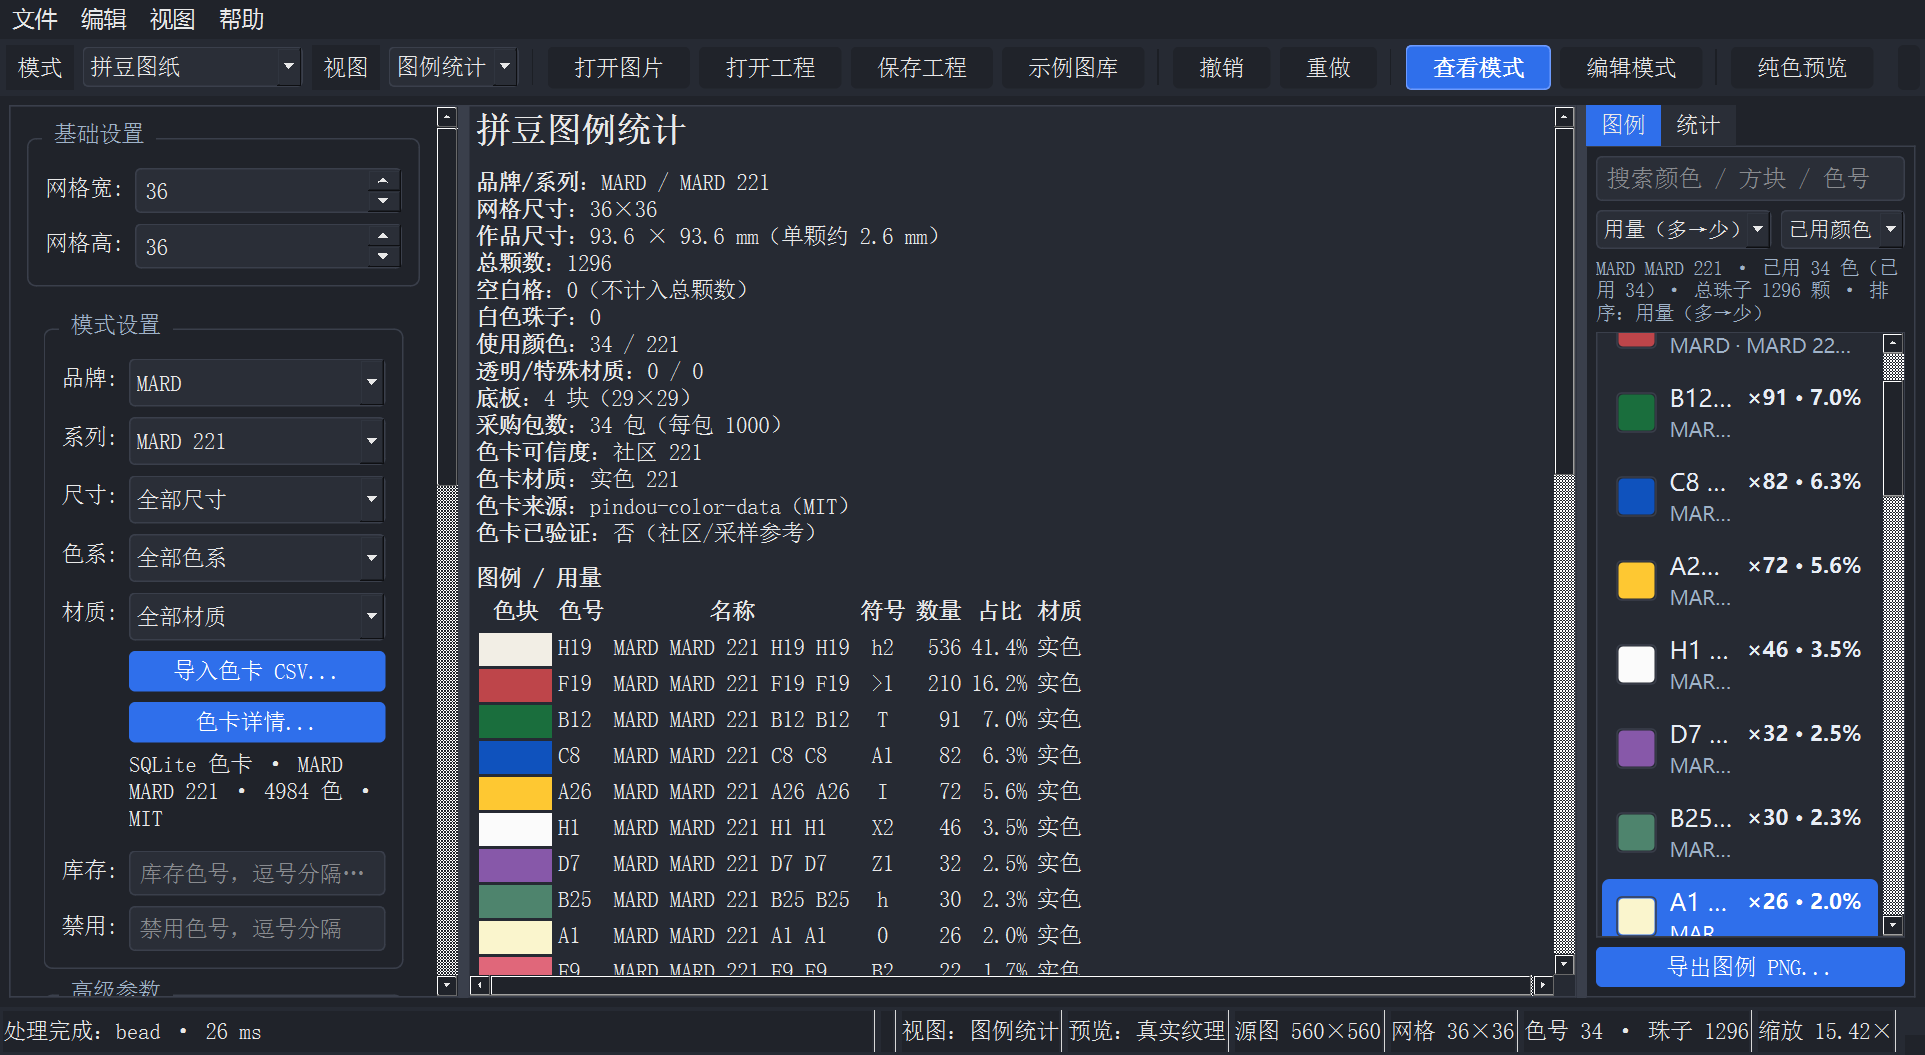 文件 编辑 视图 帮助
模式 拼豆图纸 视图 图例统计 打开图片 打开工程 保存工程 示例图库 撤销 重做 查看模式 编辑模式 纯色预览
基础设置
网格宽: 36
网格高: 36
模式设置
品牌: MARD
系列: MARD 221
尺寸: 全部尺寸
色系: 全部色系
材质: 全部材质
导入色卡 CSV...
色卡详情...
SQLite 色卡 • MARD
MARD 221 • 4984 色 •
MIT
库存: 库存色号, 逗号分隔…
禁用: 禁用色号, 逗号分隔
高级参数
拼豆图例统计
品牌/系列: MARD / MARD 221
网格尺寸: 36×36
作品尺寸: 93.6 × 93.6 mm（单颗约 2.6 mm）
总颗数: 1296
空白格: 0（不计入总颗数）
白色珠子: 0
使用颜色: 34 / 221
透明/特殊材质: 0 / 0
底板: 4 块（29×29）
采购包数: 34 包（每包 1000）
色卡可信度: 社区 221
色卡材质: 实色 221
色卡来源: pindou-color-data（MIT）
色卡已验证: 否（社区/采样参考）
图例 / 用量
色块 色号 名称 符号 数量 占比 材质
H19 MARD MARD 221 H19 H19 h2 536 41.4% 实色
F19 MARD MARD 221 F19 F19 >1 210 16.2% 实色
B12 MARD MARD 221 B12 B12 T 91 7.0% 实色
C8 MARD MARD 221 C8 C8 A1 82 6.3% 实色
A26 MARD MARD 221 A26 A26 I 72 5.6% 实色
H1 MARD MARD 221 H1 H1 X2 46 3.5% 实色
D7 MARD MARD 221 D7 D7 Z1 32 2.5% 实色
B25 MARD MARD 221 B25 B25 h 30 2.3% 实色
A1 MARD MARD 221 A1 A1 0 26 2.0% 实色
MARD MARD 221 B2 22 1.7% 实色
图例 统计
搜索颜色 / 方块 / 色号
用量（多→少） 已用颜色
MARD MARD 221 • 已用 34 色（已
用 34）• 总珠子 1296 颗 • 排
序: 用量（多→少）
MARD · MARD 22...
B12... ×91 • 7.0%
MAR...
C8 ... ×82 • 6.3%
MAR...
A2... ×72 • 5.6%
MAR...
H1 ... ×46 • 3.5%
MAR...
D7 ... ×32 • 2.5%
MAR...
B25... ×30 • 2.3%
MAR...
A1 ... ×26 • 2.0%
MAR
导出图例 PNG...
处理完成: bead • 26 ms
视图: 图例统计 预览: 真实纹理 源图 560×560 网格 36×36 色号 34 • 珠子 1296 缩放 15.42×